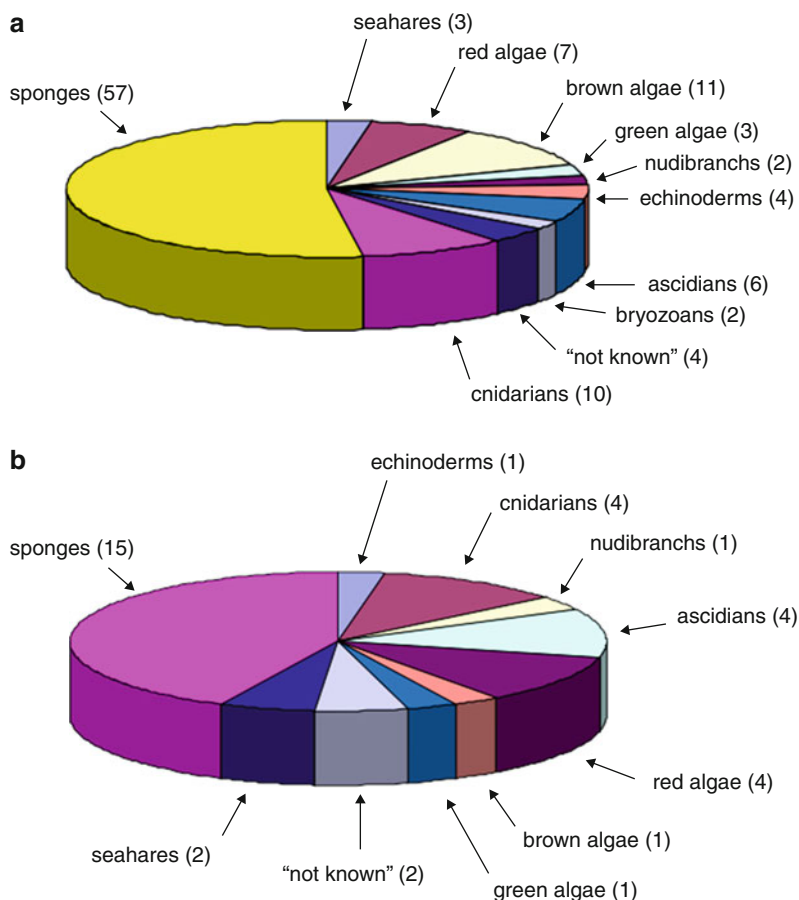 a
seahares (3)
red algae (7)
sponges (57)
brown algae (11)
green algae (3)
nudibranchs (2)
echinoderms (4)
ascidians (6)
bryozoans (2)
“not known” (4)
cnidarians (10)
b
echinoderms (1)
cnidarians (4)
sponges (15)
nudibranchs (1)
ascidians (4)
red algae (4)
brown algae (1)
seahares (2)
“not known” (2)
green algae (1)